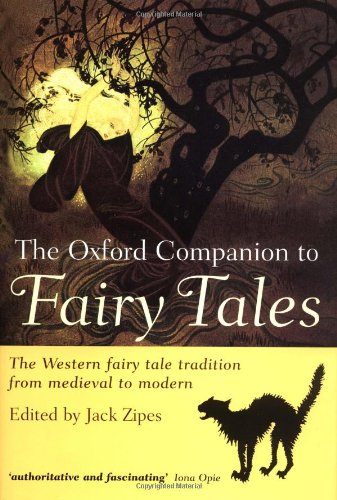 The Oxford Companion to
Fairy Tales
The Western fairy tale tradition
from medieval to modern
Edited by Jack Zipes
'authoritative and fascinating' Iona Opie